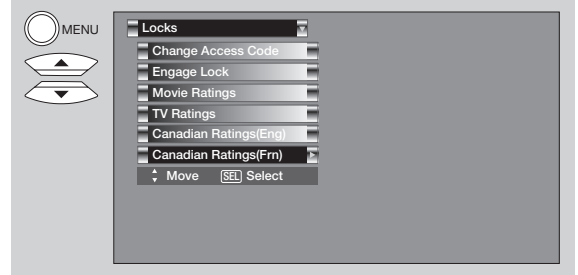 MENU
Locks
Change Access Code
Engage Lock
Movie Ratings
TV Ratings
Canadian Ratings(Eng)
Canadian Ratings(Frn)
Move SEL Select